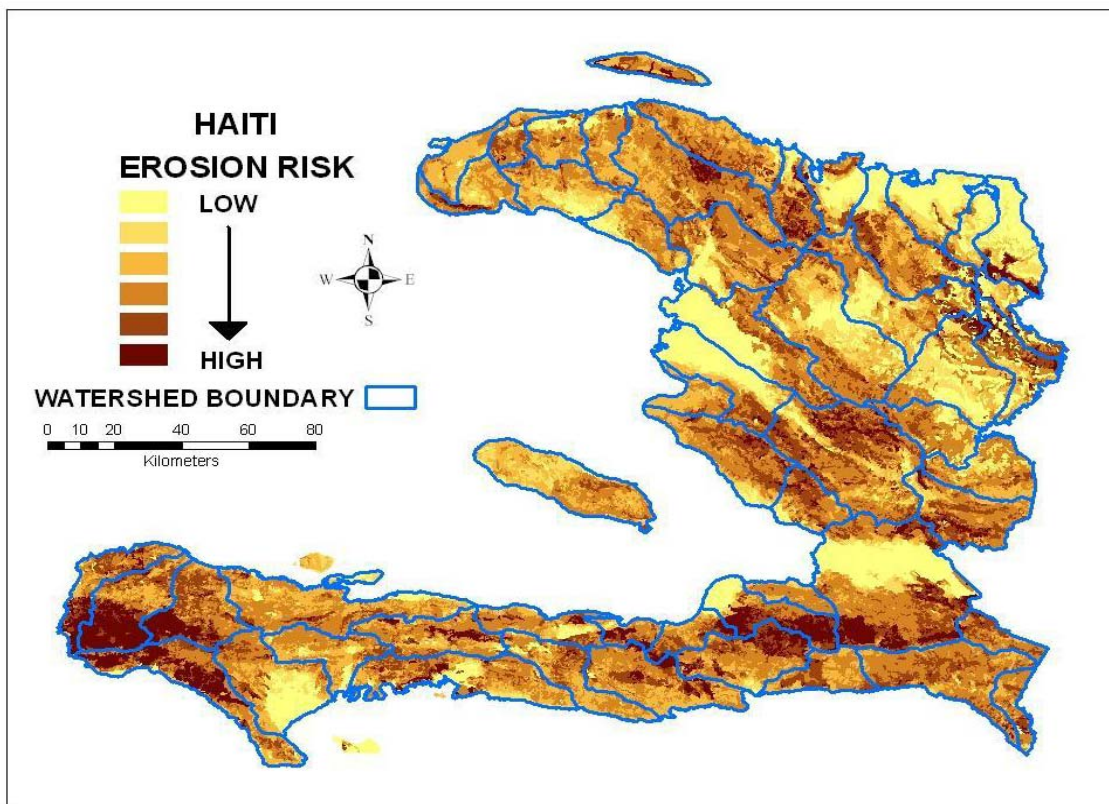 HAITI
EROSION RISK
LOW
HIGH
N
W E
S
WATERSHED BOUNDARY
0 10 20 40 60 80
Kilometers